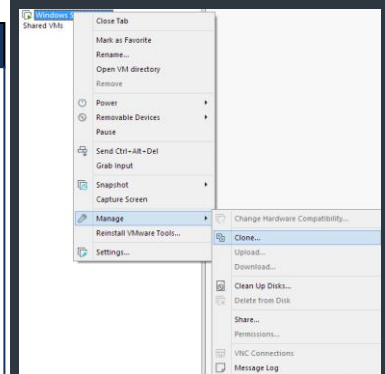 Windows S
Shared VMs
Close Tab
Mark as Favorite
Rename...
Open VM directory
Remove
Power
Removable Devices
Pause
Send Ctrl+Alt+Del
Grab Input
Snapshot
Capture Screen
Manage
Reinstall VMware Tools...
Settings...
Change Hardware Compatibility...
Clone...
Upload...
Download...
Clean Up Disks...
Delete from Disk
Share...
Permissions...
VNC Connections
Message Log